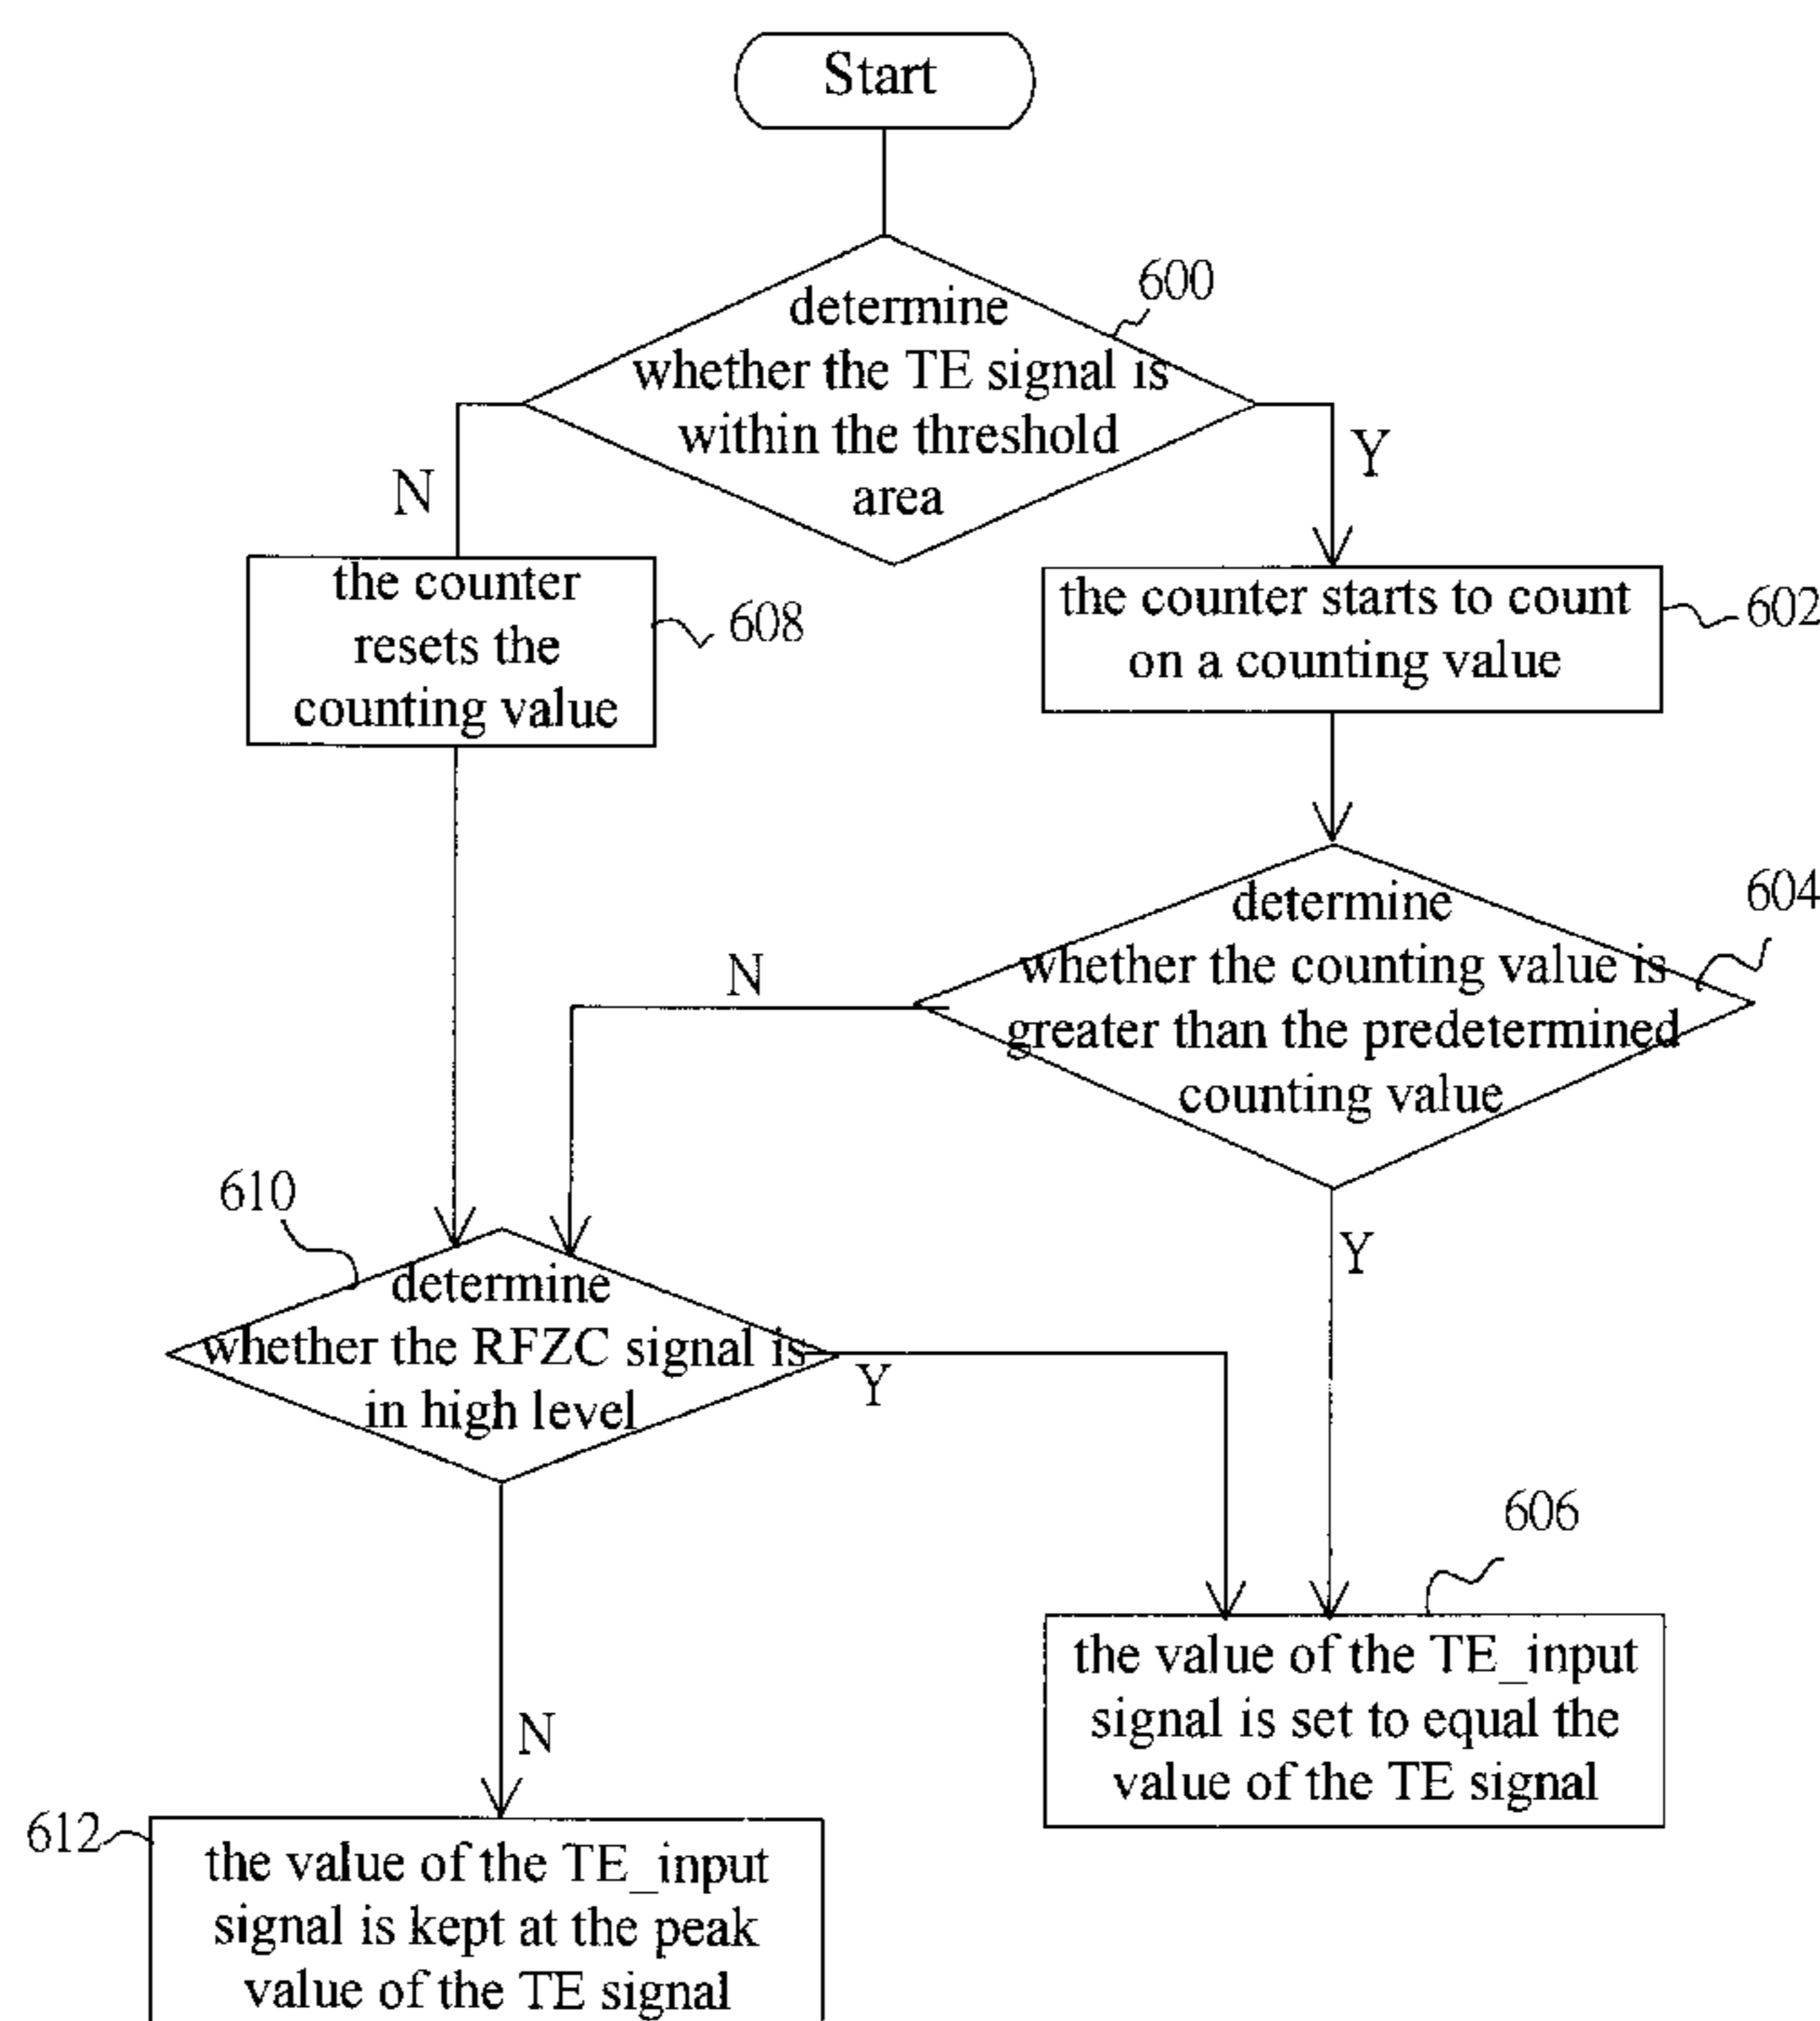 Start
600
determine
whether the TE signal is
within the threshold
area
N
Y
the counter
resets the
counting value
608
the counter starts to count
on a counting value
602
604
determine
whether the counting value is
greater than the predetermined
counting value
N
Y
610
determine
whether the RFZC signal is
in high level
Y
N
606
the value of the TE_input
signal is set to equal the
value of the TE signal
612
the value of the TE_input
signal is kept at the peak
value of the TE signal